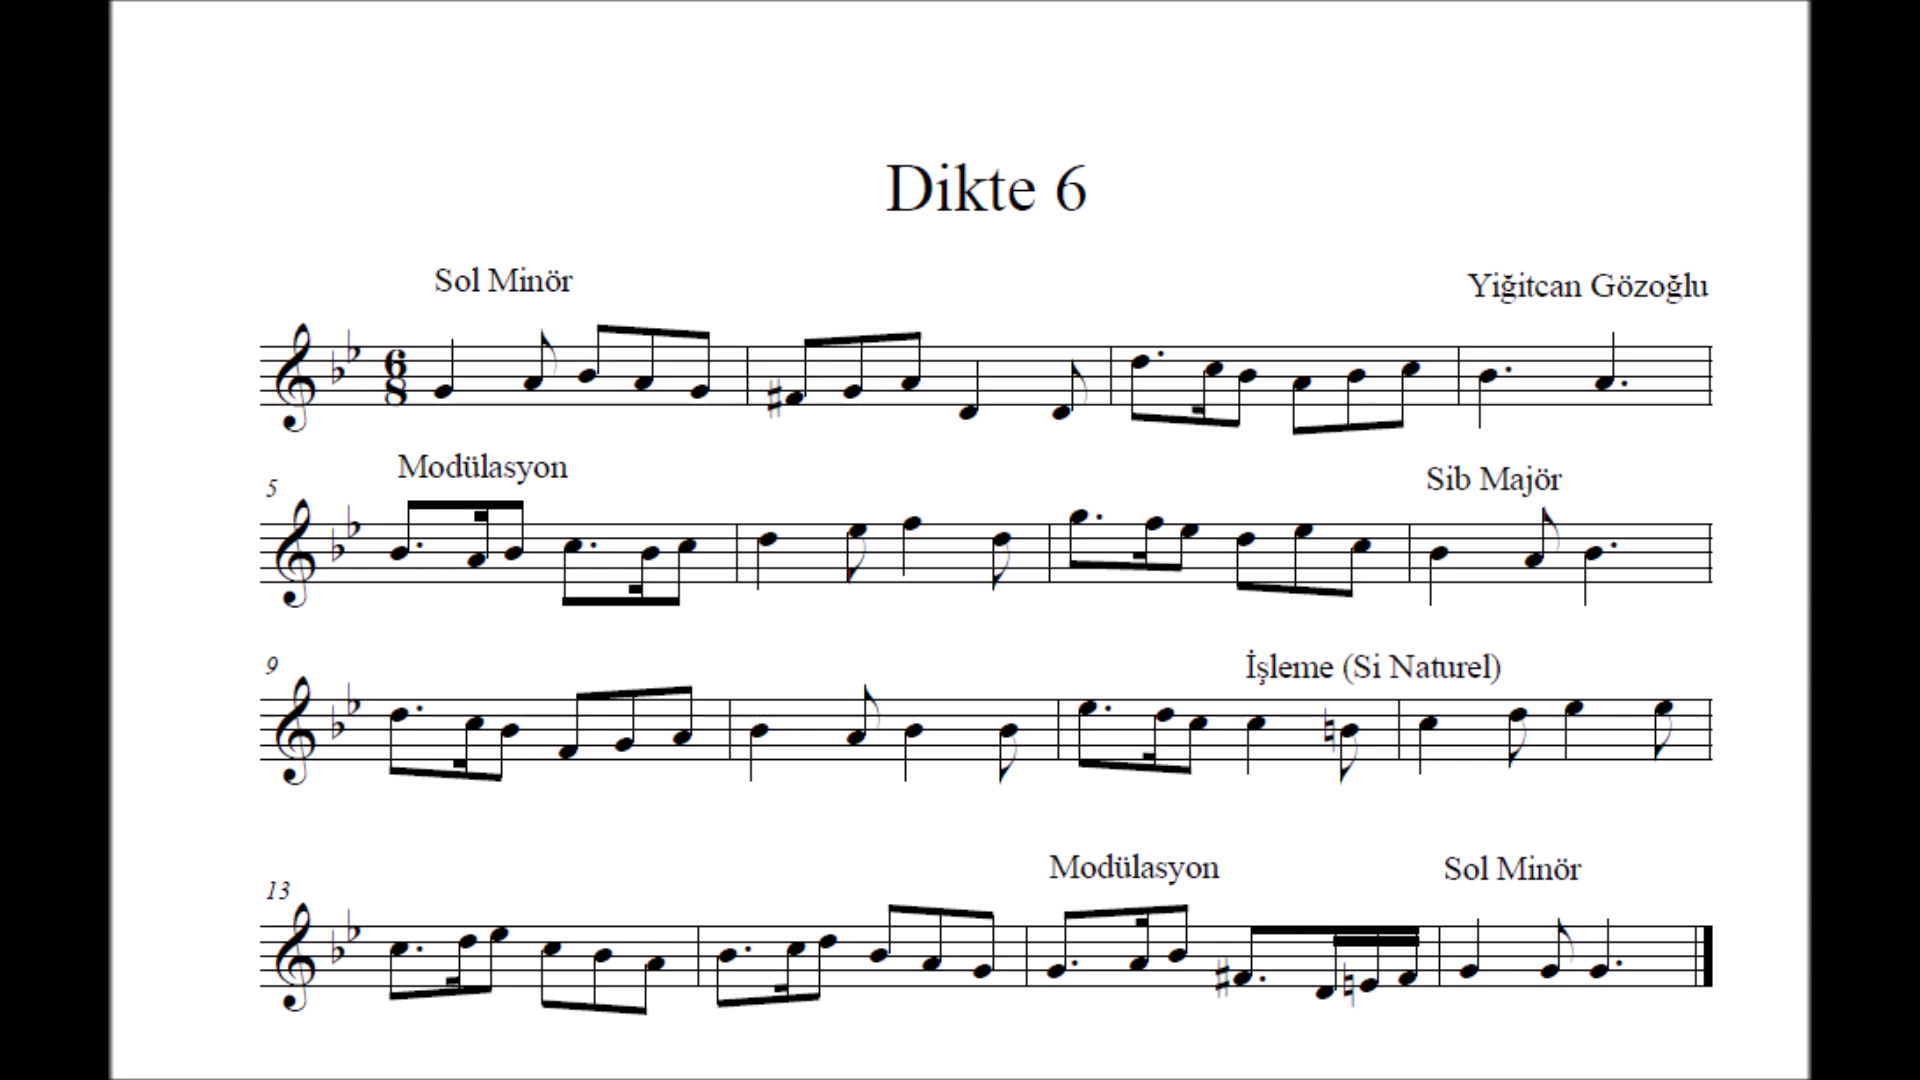 Dikte 6
Sol Minör
Yiğitcan Gözoğlu
6
8
Modülasyon
Sib Majör
5
İşleme (Si Naturel)
9
Modülasyon
Sol Minör
13